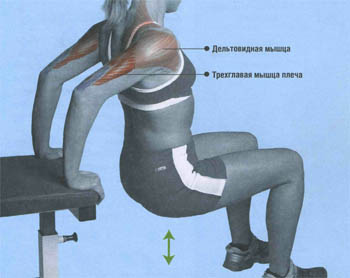 Дельтовидная мышца
Трехглавая мышца плеча